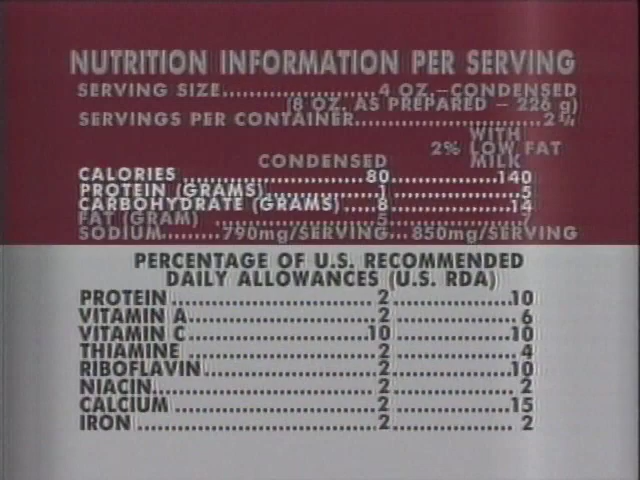 NUTRITION INFORMATION PER SERVING
SERVING SIZE......................4 OZ.–CONDENSED
(8 OZ. AS PREPARED – 226 g)
SERVINGS PER CONTAINER...........................2¾
WITH
2% LOW FAT
CONDENSED MILK
CALORIES ..........................80...............140
PROTEIN (GRAMS)................1...................5
CARBOHYDRATE (GRAMS).....8.................14
FAT (GRAM) .......................5...................7
SODIUM.........790mg/SERVING...850mg/SERVING
PERCENTAGE OF U.S. RECOMMENDED
DAILY ALLOWANCES (U.S. RDA)
PROTEIN.............................2.................10
VITAMIN A..........................2...................6
VITAMIN C.........................10.................10
THIAMINE ..........................2...................4
RIBOFLAVIN........................2.................10
NIACIN................................2...................2
CALCIUM ............................2.................15
IRON ..................................2...................2